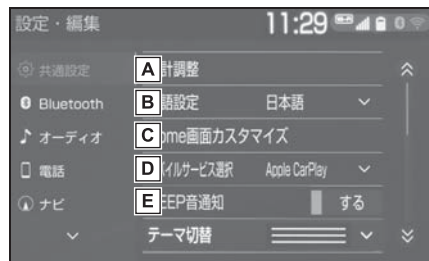 設定・編集 11:29
共通設定
Bluetooth
オーディオ
電話
ナビ
A 計調整
B 語設定 日本語
C ome画面カスタマイズ
D バイルサービス選択 Apple CarPlay
E EEP音通知 する
テーマ切替